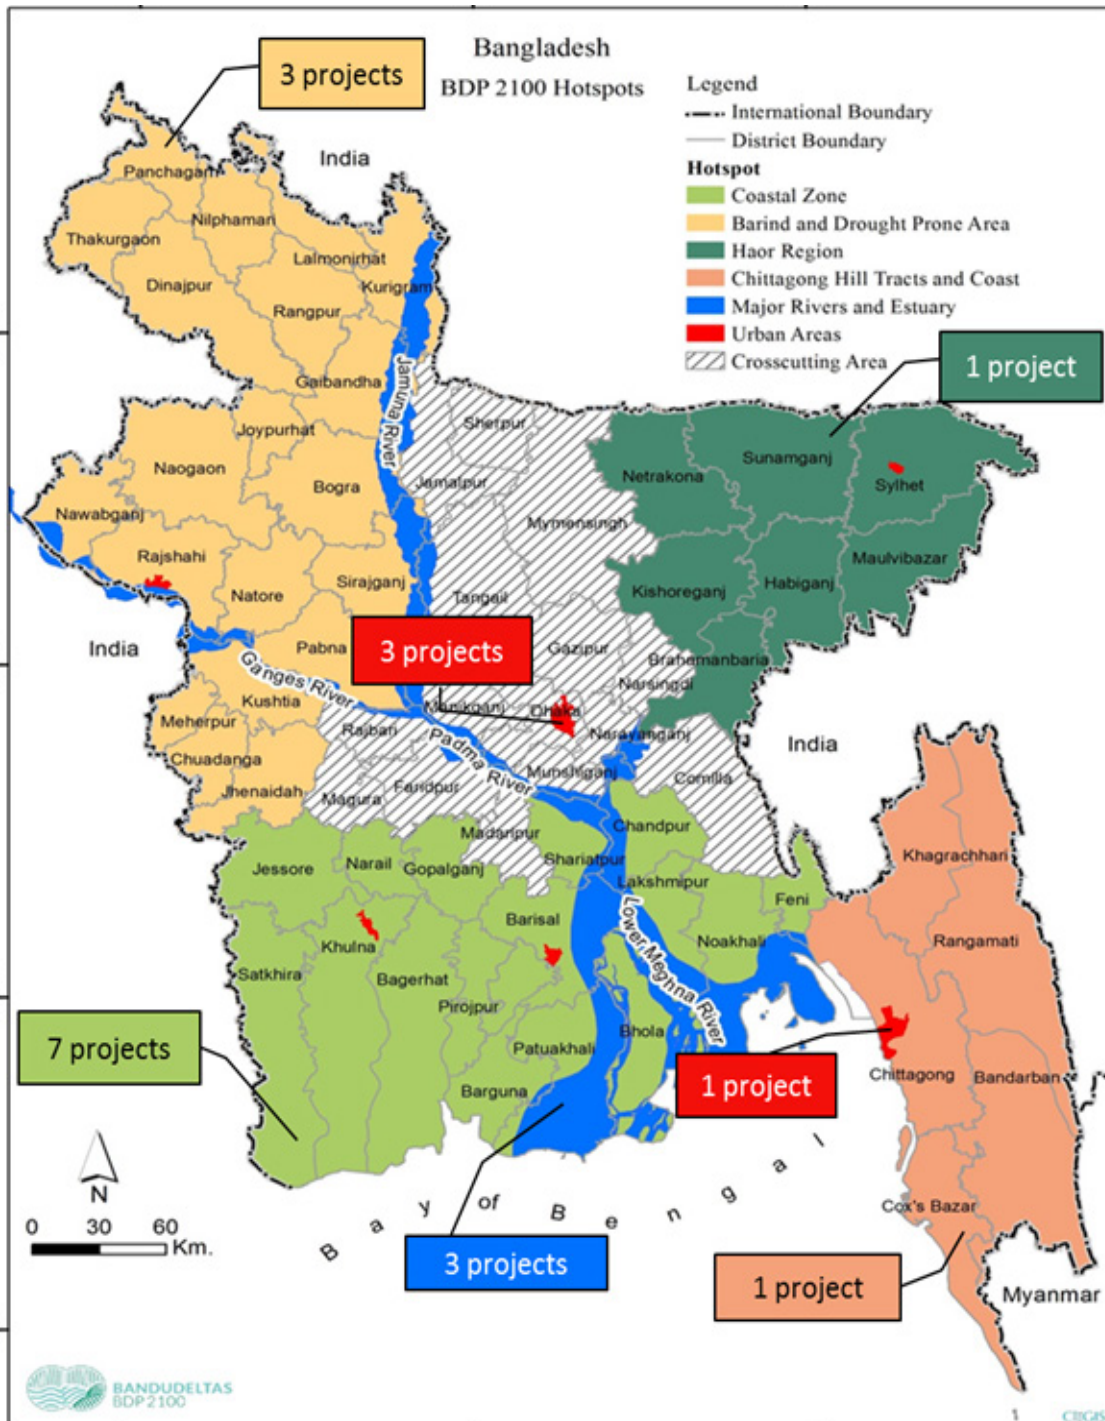 Bangladesh
BDP 2100 Hotspots
Legend
International Boundary
District Boundary
Hotspot
Coastal Zone
Barind and Drought Prone Area
Haor Region
Chittagong Hill Tracts and Coast
Major Rivers and Estuary
Urban Areas
Crosscutting Area
3 projects
India
Panchagarh
Nilphamari
Thakurgaon
Lalmonirhat
Dinajpur
Kurigram
Rangpur
Gaibandha
Jamuna River
1 project
Joypurhat
Sherpur
Naogaon
Jamalpur
Netrakona
Sunamganj
Sylhet
Bogra
Nawabganj
Mymensingh
Rajshahi
Maulvibazar
Sirajganj
Kishoreganj
Habiganj
Natore
Tangail
India
Pabna
3 projects
Gazipur
Brahamanbaria
Narsingdi
Ganges River
Kushtia
Manikganj
Dhaka
Meherpur
Rajbari
Padma River
Narayanganj
India
Chuadanga
Munshiganj
Comilla
Jhenaidah
Magura
Faridpur
Madaripur
Chandpur
Jessore
Narail
Gopalganj
Shariatpur
Khagrachhari
Lakshmipur
Feni
Barisal
Khulna
Noakhali
Rangamati
Satkhira
Bagerhat
Lower Meghna River
Pirojpur
Bhola
7 projects
Patuakhali
1 project
Chittagong
Bandarban
Barguna
N
0 30 60
Km.
Bay of Bengal
Cox's Bazar
3 projects
1 project
Myanmar
BANDUDELTAS
BDP 2100
CEGIS